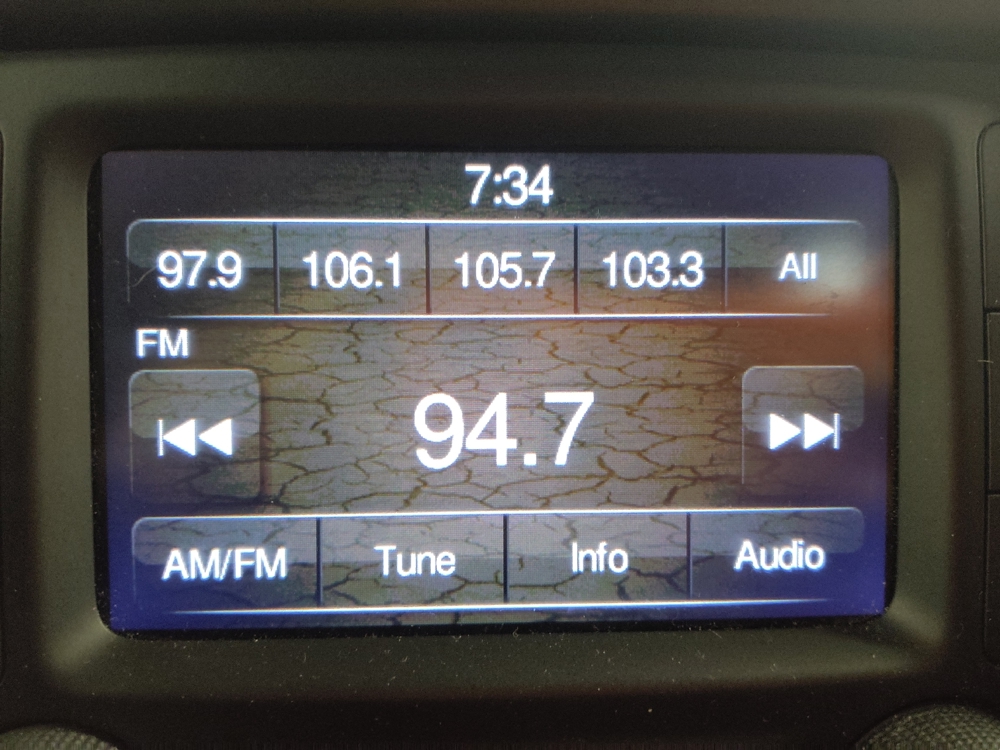 7:34
97.9 106.1 105.7 103.3 All
FM
94.7
AM/FM Tune Info Audio